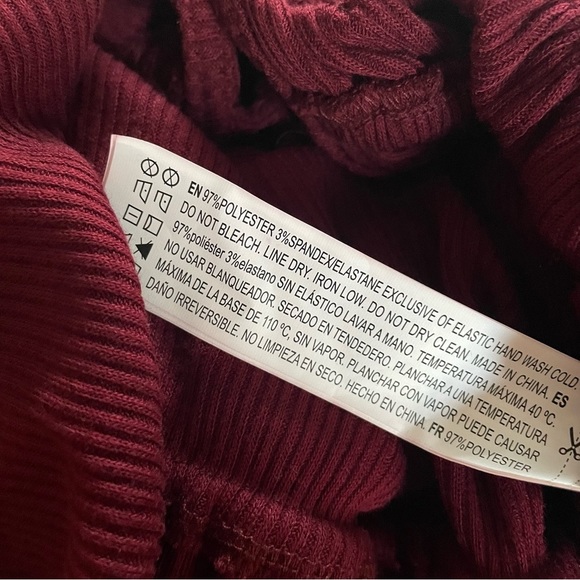 EN 97%POLYESTER 3%SPANDEX/ELASTANE EXCLUSIVE OF ELASTIC HAND WASH COLD,
DO NOT BLEACH. LINE DRY. IRON LOW. DO NOT DRY CLEAN. MADE IN CHINA. ES
97%poliéster 3%elastano SIN ELÁSTICO LAVAR A MANO. TEMPERATURA MÁXIMA 40 ºC.
NO USAR BLANQUEADOR. SECADO EN TENDEDERO. PLANCHAR A UNA TEMPERATURA
MÁXIMA DE LA BASE DE 110 ºC, SIN VAPOR. PLANCHAR CON VAPOR PUEDE CAUSAR
DAÑO IRREVERSIBLE. NO LIMPIEZA EN SECO. HECHO EN CHINA. FR 97%POLYESTER